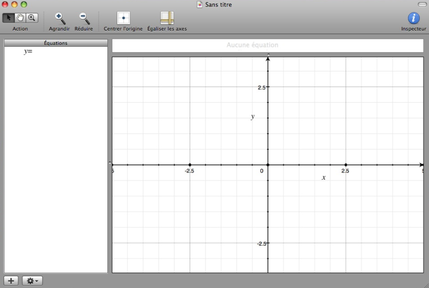 Sans titre
Action
Agrandir
Réduire
Centrer l'origine
Égaliser les axes
Inspecteur
Équations
Aucune équation
y=
2.5
y
-2.5
0
2.5
5
x
-2.5